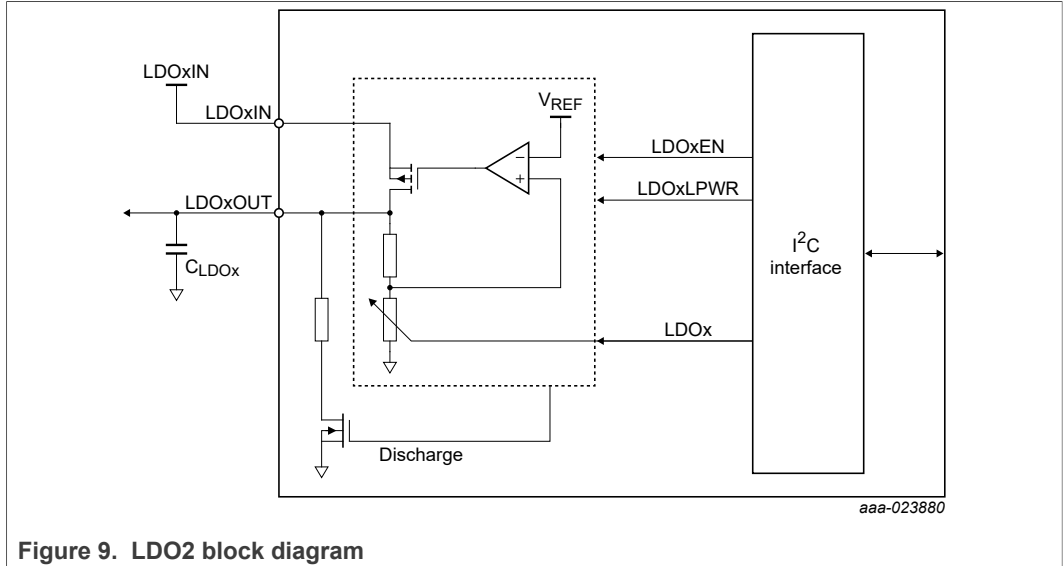 LDOxIN
LDOxIN
VREF
LDOxEN
LDOxLPWR
LDOxOUT
CLDOx
I2C
interface
LDOx
Discharge
aaa-023880
Figure 9. LDO2 block diagram